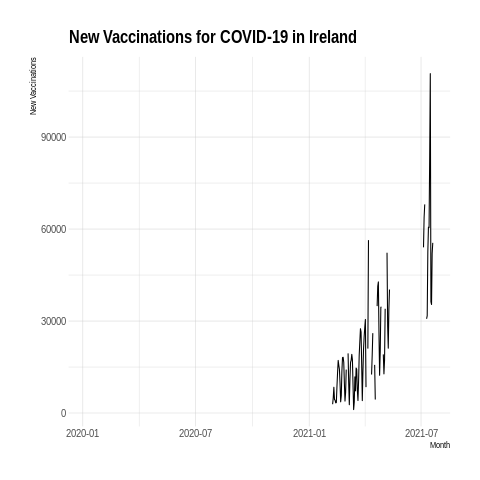 New Vaccinations for COVID-19 in Ireland
New Vaccinations
90000
60000
30000
0
2020-01 2020-07 2021-01 2021-07
Month